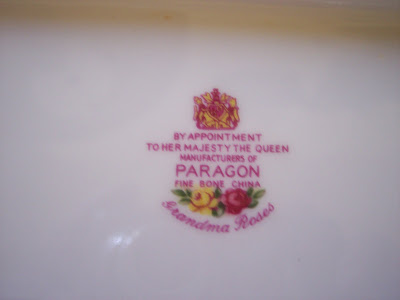 BY APPOINTMENT
TO HER MAJESTY THE QUEEN
MANUFACTURERS OF
PARAGON
FINE BONE CHINA
Grandma Roses